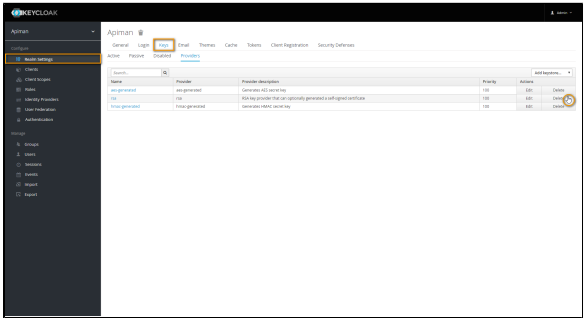 KEYCLOAK
Admin
Apiman
Apiman
General Login Keys Email Themes Cache Tokens Client Registration Security Defenses
Active Passive Disabled Providers
Configure
Realm Settings
Clients
Client Scopes
Roles
Identity Providers
User Federation
Authentication
Manage
Groups
Users
Sessions
Events
Import
Export
Search...
Add keystore...
Name Provider Provider description Priority Actions
aes-generated aes-generated Generates AES secret key 100 Edit Delete
rsa rsa RSA key provider that can optionally generated a self-signed certificate 100 Edit Delete
hmac-generated hmac-generated Generates HMAC secret key 100 Edit Delete